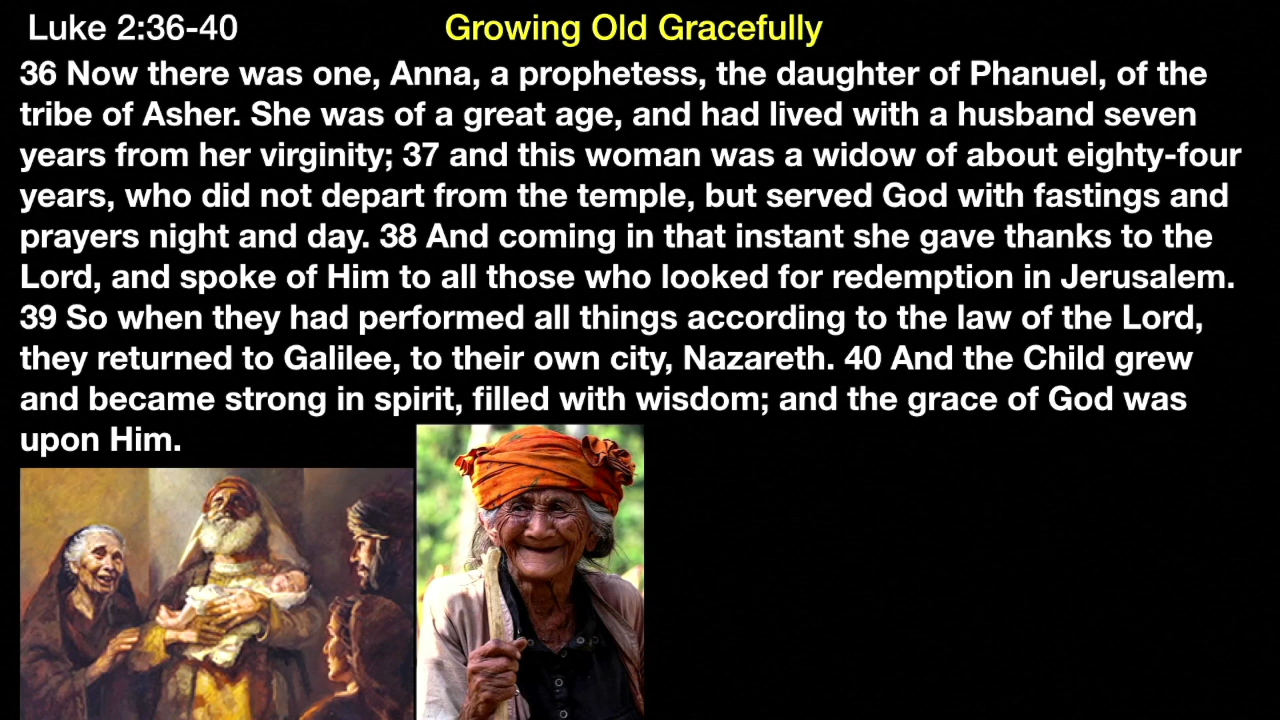 Luke 2:36-40 Growing Old Gracefully
36 Now there was one, Anna, a prophetess, the daughter of Phanuel, of the
tribe of Asher. She was of a great age, and had lived with a husband seven
years from her virginity; 37 and this woman was a widow of about eighty-four
years, who did not depart from the temple, but served God with fastings and
prayers night and day. 38 And coming in that instant she gave thanks to the
Lord, and spoke of Him to all those who looked for redemption in Jerusalem.
39 So when they had performed all things according to the law of the Lord,
they returned to Galilee, to their own city, Nazareth. 40 And the Child grew
and became strong in spirit, filled with wisdom; and the grace of God was
upon Him.